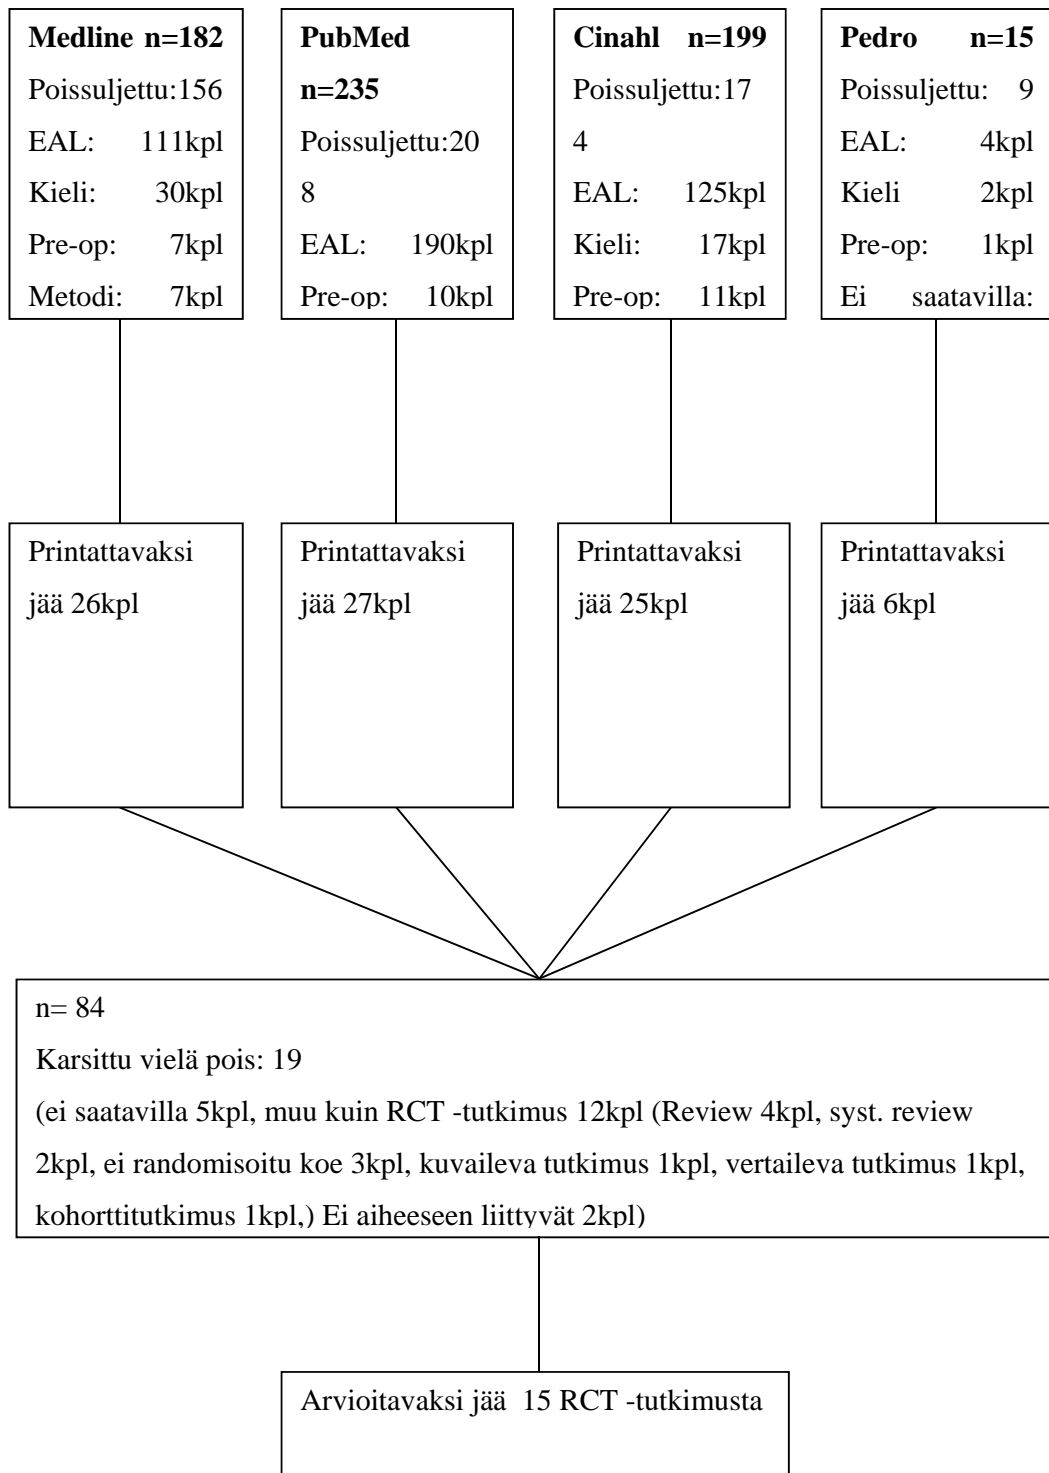 Medline n=182
Poissuljettu:156
EAL: 111kpl
Kieli: 30kpl
Pre-op: 7kpl
Metodi: 7kpl
PubMed
n=235
Poissuljettu:20
8
EAL: 190kpl
Pre-op: 10kpl
Cinahl n=199
Poissuljettu:17
4
EAL: 125kpl
Kieli: 17kpl
Pre-op: 11kpl
Pedro n=15
Poissuljettu: 9
EAL: 4kpl
Kieli 2kpl
Pre-op: 1kpl
Ei saatavilla:
Printattavaksi
jää 26kpl
Printattavaksi
jää 27kpl
Printattavaksi
jää 25kpl
Printattavaksi
jää 6kpl
n= 84
Karsittu vielä pois: 19
(ei saatavilla 5kpl, muu kuin RCT -tutkimus 12kpl (Review 4kpl, syst. review
2kpl, ei randomisoitu koe 3kpl, kuvaileva tutkimus 1kpl, vertaileva tutkimus 1kpl,
kohorttitutkimus 1kpl,) Ei aiheeseen liittyvät 2kpl)
Arvioitavaksi jää 15 RCT -tutkimusta